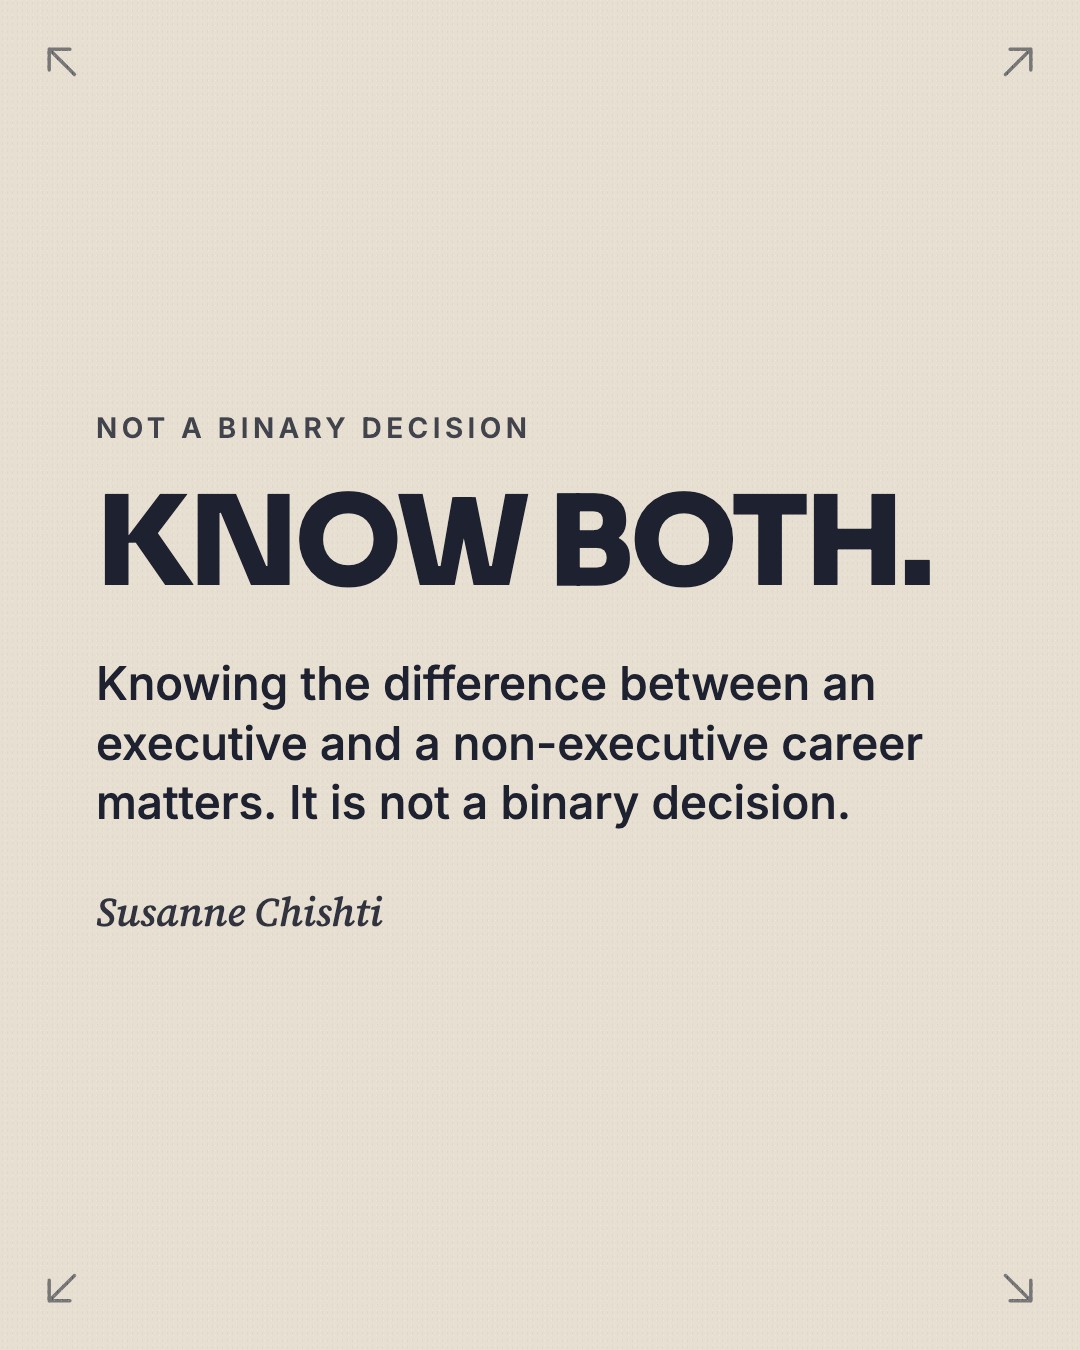 NOT A BINARY DECISION
KNOW BOTH.
Knowing the difference between an
executive and a non-executive career
matters. It is not a binary decision.
Susanne Chishti